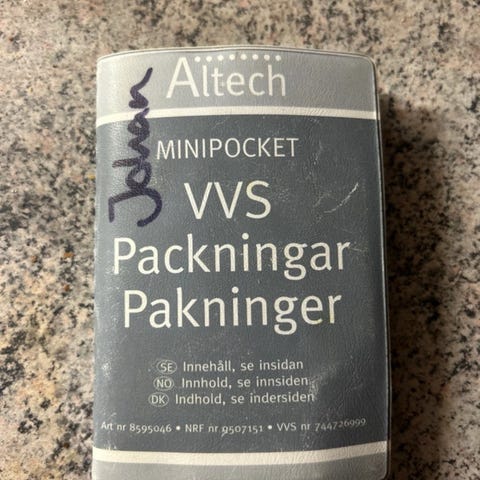 Altech
Johan
MINIPOCKET
VVS
Packningar
Pakninger
SE Innehåll, se insidan
NO Innhold, se innsiden
DK Indhold, se indersiden
Art nr 8595046 • NRF nr 9507151 • VVS nr 744726999